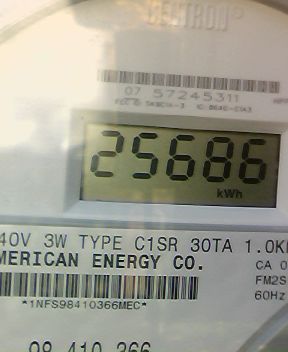 CENTRON®
07 57245311
25686
kWh
40V 3W TYPE C1SR 30TA 1.0K
MERICAN ENERGY CO.
CA 0
FM2S
60Hz
*1NFS98410366MEC*
98 410 366